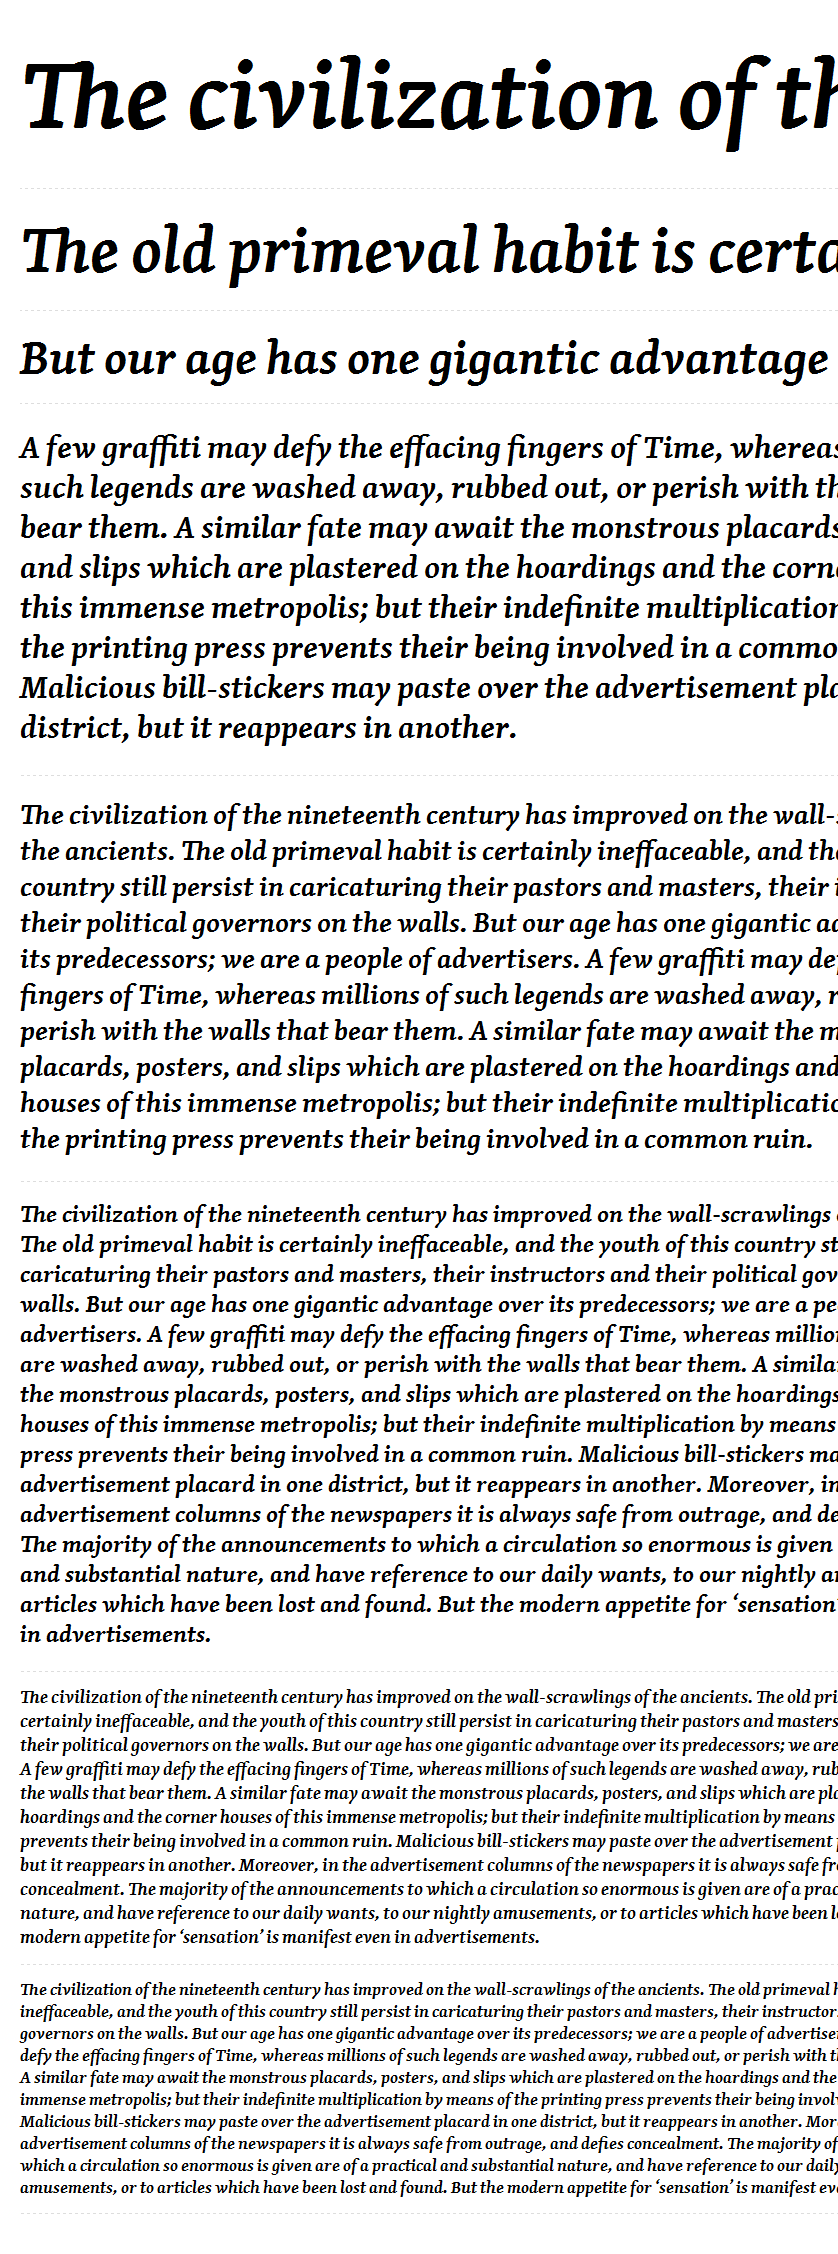 The civilization of th
The old primeval habit is certa
But our age has one gigantic advantage
A few graffiti may defy the effacing fingers of Time, whereas
such legends are washed away, rubbed out, or perish with th
bear them. A similar fate may await the monstrous placards
and slips which are plastered on the hoardings and the corn
this immense metropolis; but their indefinite multiplication
the printing press prevents their being involved in a commo
Malicious bill-stickers may paste over the advertisement pla
district, but it reappears in another.
The civilization of the nineteenth century has improved on the wall-s
the ancients. The old primeval habit is certainly ineffaceable, and the
country still persist in caricaturing their pastors and masters, their i
their political governors on the walls. But our age has one gigantic ad
its predecessors; we are a people of advertisers. A few graffiti may def
fingers of Time, whereas millions of such legends are washed away, r
perish with the walls that bear them. A similar fate may await the m
placards, posters, and slips which are plastered on the hoardings and
houses of this immense metropolis; but their indefinite multiplicatio
the printing press prevents their being involved in a common ruin.
The civilization of the nineteenth century has improved on the wall-scrawlings o
The old primeval habit is certainly ineffaceable, and the youth of this country st
caricaturing their pastors and masters, their instructors and their political gov
walls. But our age has one gigantic advantage over its predecessors; we are a pe
advertisers. A few graffiti may defy the effacing fingers of Time, whereas million
are washed away, rubbed out, or perish with the walls that bear them. A similar
the monstrous placards, posters, and slips which are plastered on the hoardings
houses of this immense metropolis; but their indefinite multiplication by means
press prevents their being involved in a common ruin. Malicious bill-stickers ma
advertisement placard in one district, but it reappears in another. Moreover, in
advertisement columns of the newspapers it is always safe from outrage, and de
The majority of the announcements to which a circulation so enormous is given
and substantial nature, and have reference to our daily wants, to our nightly a
articles which have been lost and found. But the modern appetite for ‘sensation’
in advertisements.
The civilization of the nineteenth century has improved on the wall-scrawlings of the ancients. The old pri
certainly ineffaceable, and the youth of this country still persist in caricaturing their pastors and masters
their political governors on the walls. But our age has one gigantic advantage over its predecessors; we are
A few graffiti may defy the effacing fingers of Time, whereas millions of such legends are washed away, rub
the walls that bear them. A similar fate may await the monstrous placards, posters, and slips which are pla
hoardings and the corner houses of this immense metropolis; but their indefinite multiplication by means
prevents their being involved in a common ruin. Malicious bill-stickers may paste over the advertisement
but it reappears in another. Moreover, in the advertisement columns of the newspapers it is always safe fr
concealment. The majority of the announcements to which a circulation so enormous is given are of a prac
nature, and have reference to our daily wants, to our nightly amusements, or to articles which have been l
modern appetite for ‘sensation’ is manifest even in advertisements.
The civilization of the nineteenth century has improved on the wall-scrawlings of the ancients. The old primeval h
ineffaceable, and the youth of this country still persist in caricaturing their pastors and masters, their instructor
governors on the walls. But our age has one gigantic advantage over its predecessors; we are a people of advertiser
defy the effacing fingers of Time, whereas millions of such legends are washed away, rubbed out, or perish with th
A similar fate may await the monstrous placards, posters, and slips which are plastered on the hoardings and the
immense metropolis; but their indefinite multiplication by means of the printing press prevents their being involv
Malicious bill-stickers may paste over the advertisement placard in one district, but it reappears in another. Mor
advertisement columns of the newspapers it is always safe from outrage, and defies concealment. The majority of
which a circulation so enormous is given are of a practical and substantial nature, and have reference to our daily
amusements, or to articles which have been lost and found. But the modern appetite for ‘sensation’ is manifest ev